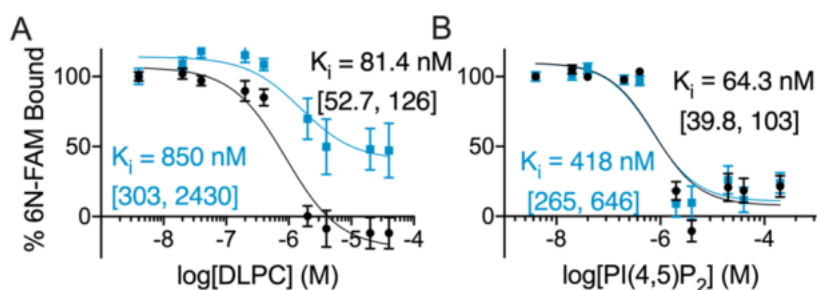 A
B
% 6N-FAM Bound
100
50
0
Ki = 81.4 nM
[52.7, 126]
Ki = 850 nM
[303, 2430]
-8
-7
-6
-5
-4
log[DLPC] (M)
100
50
0
Ki = 64.3 nM
[39.8, 103]
Ki = 418 nM
[265, 646]
-8
-6
-4
log[PI(4,5)P2] (M)